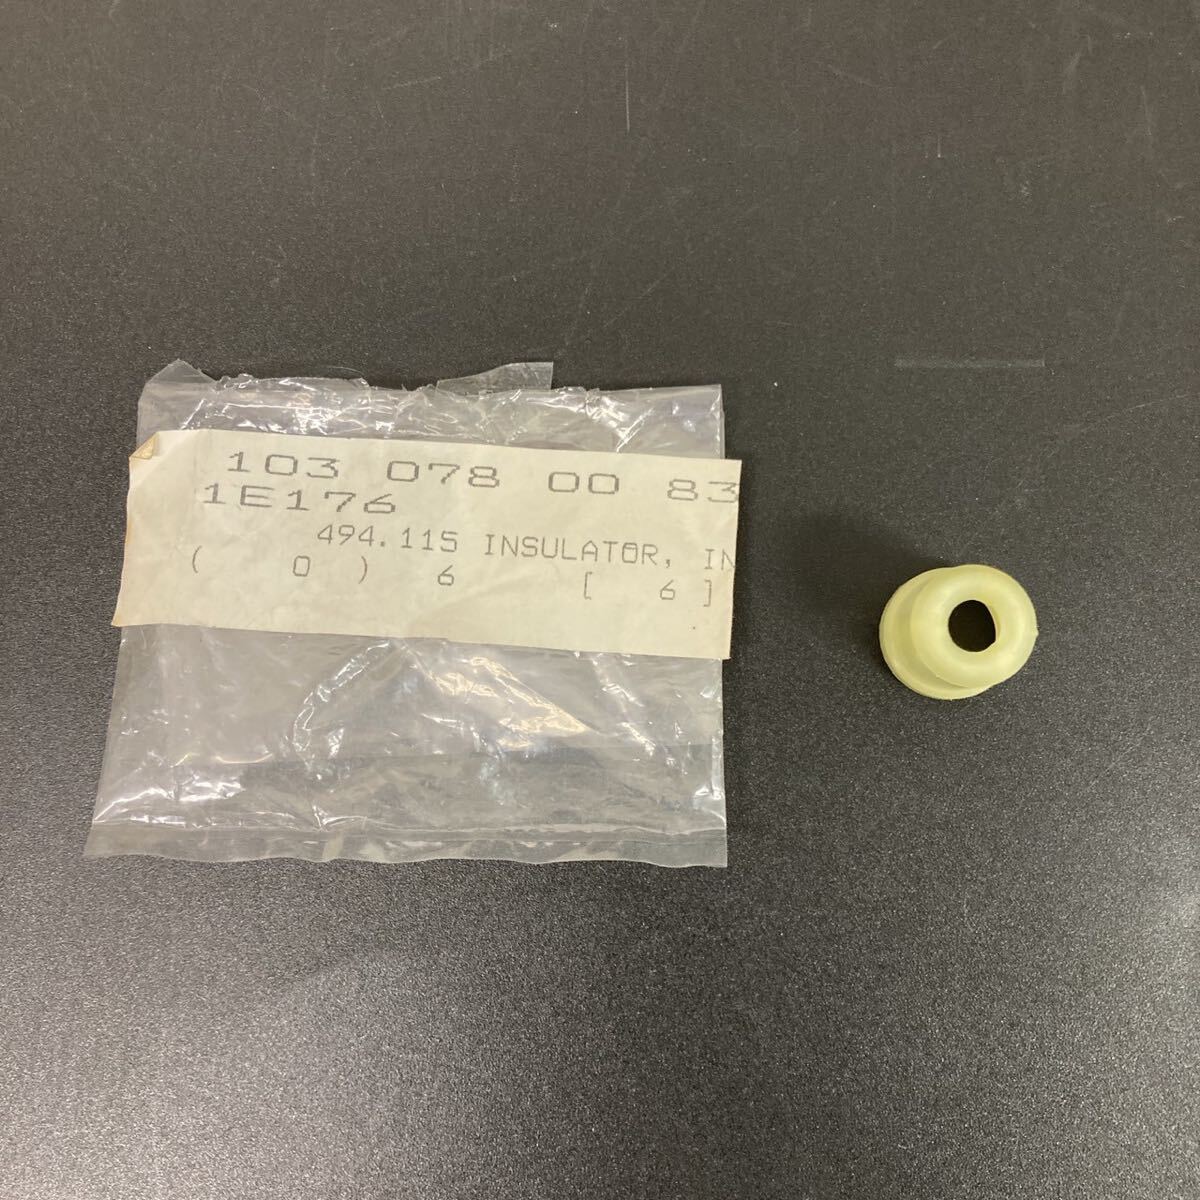 103 078 00 83
1E176
494.115 INSULATOR, IN
( 0 ) 6 [ 6 ]